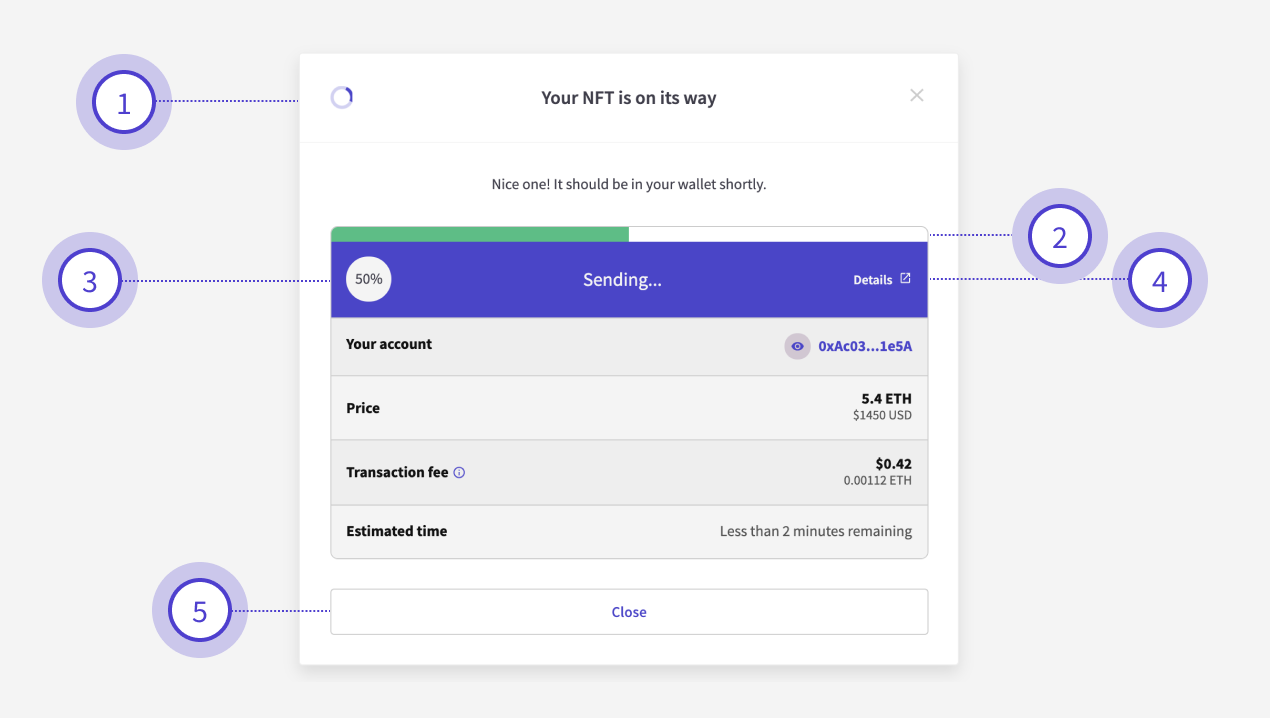 1
Your NFT is on its way
Nice one! It should be in your wallet shortly.
2
3
50%
Sending...
Details
4
Your account
0xAc03...1e5A
Price
5.4 ETH
$1450 USD
Transaction fee
$0.42
0.00112 ETH
Estimated time
Less than 2 minutes remaining
5
Close